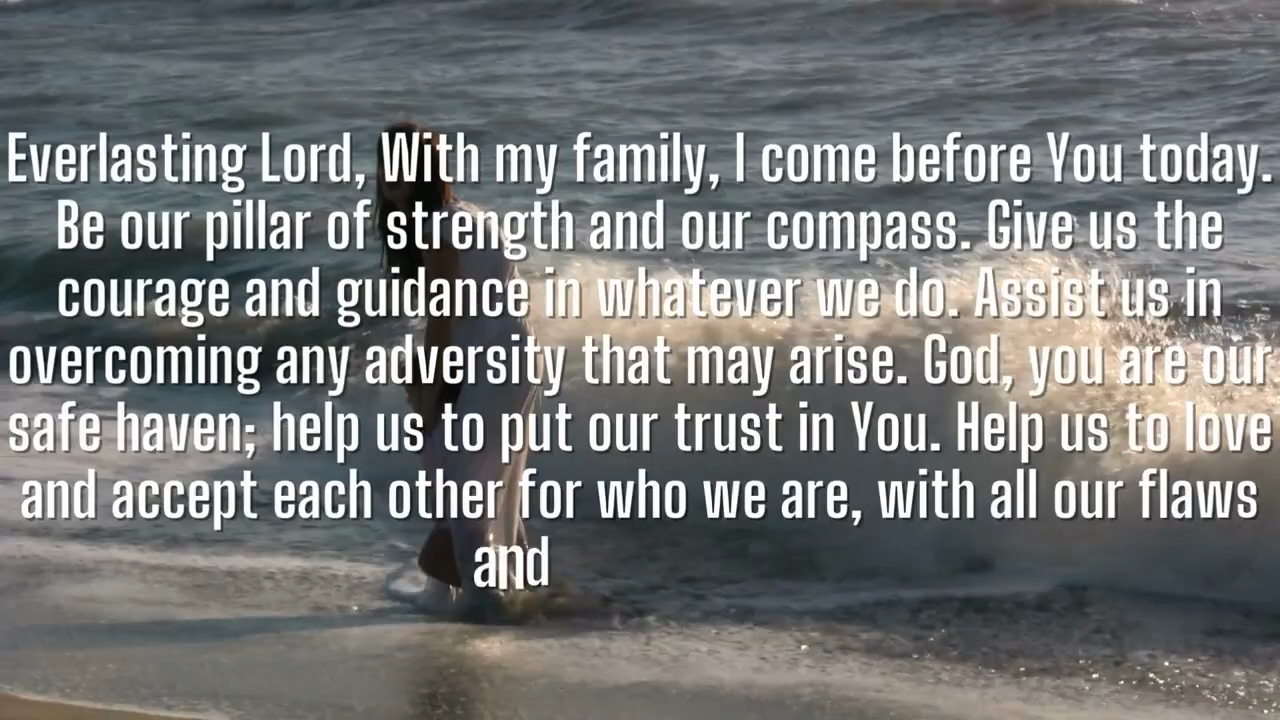 Everlasting Lord, With my family, I come before You today.
Be our pillar of strength and our compass. Give us the
courage and guidance in whatever we do. Assist us in
overcoming any adversity that may arise. God, you are our
safe haven; help us to put our trust in You. Help us to love
and accept each other for who we are, with all our flaws
and